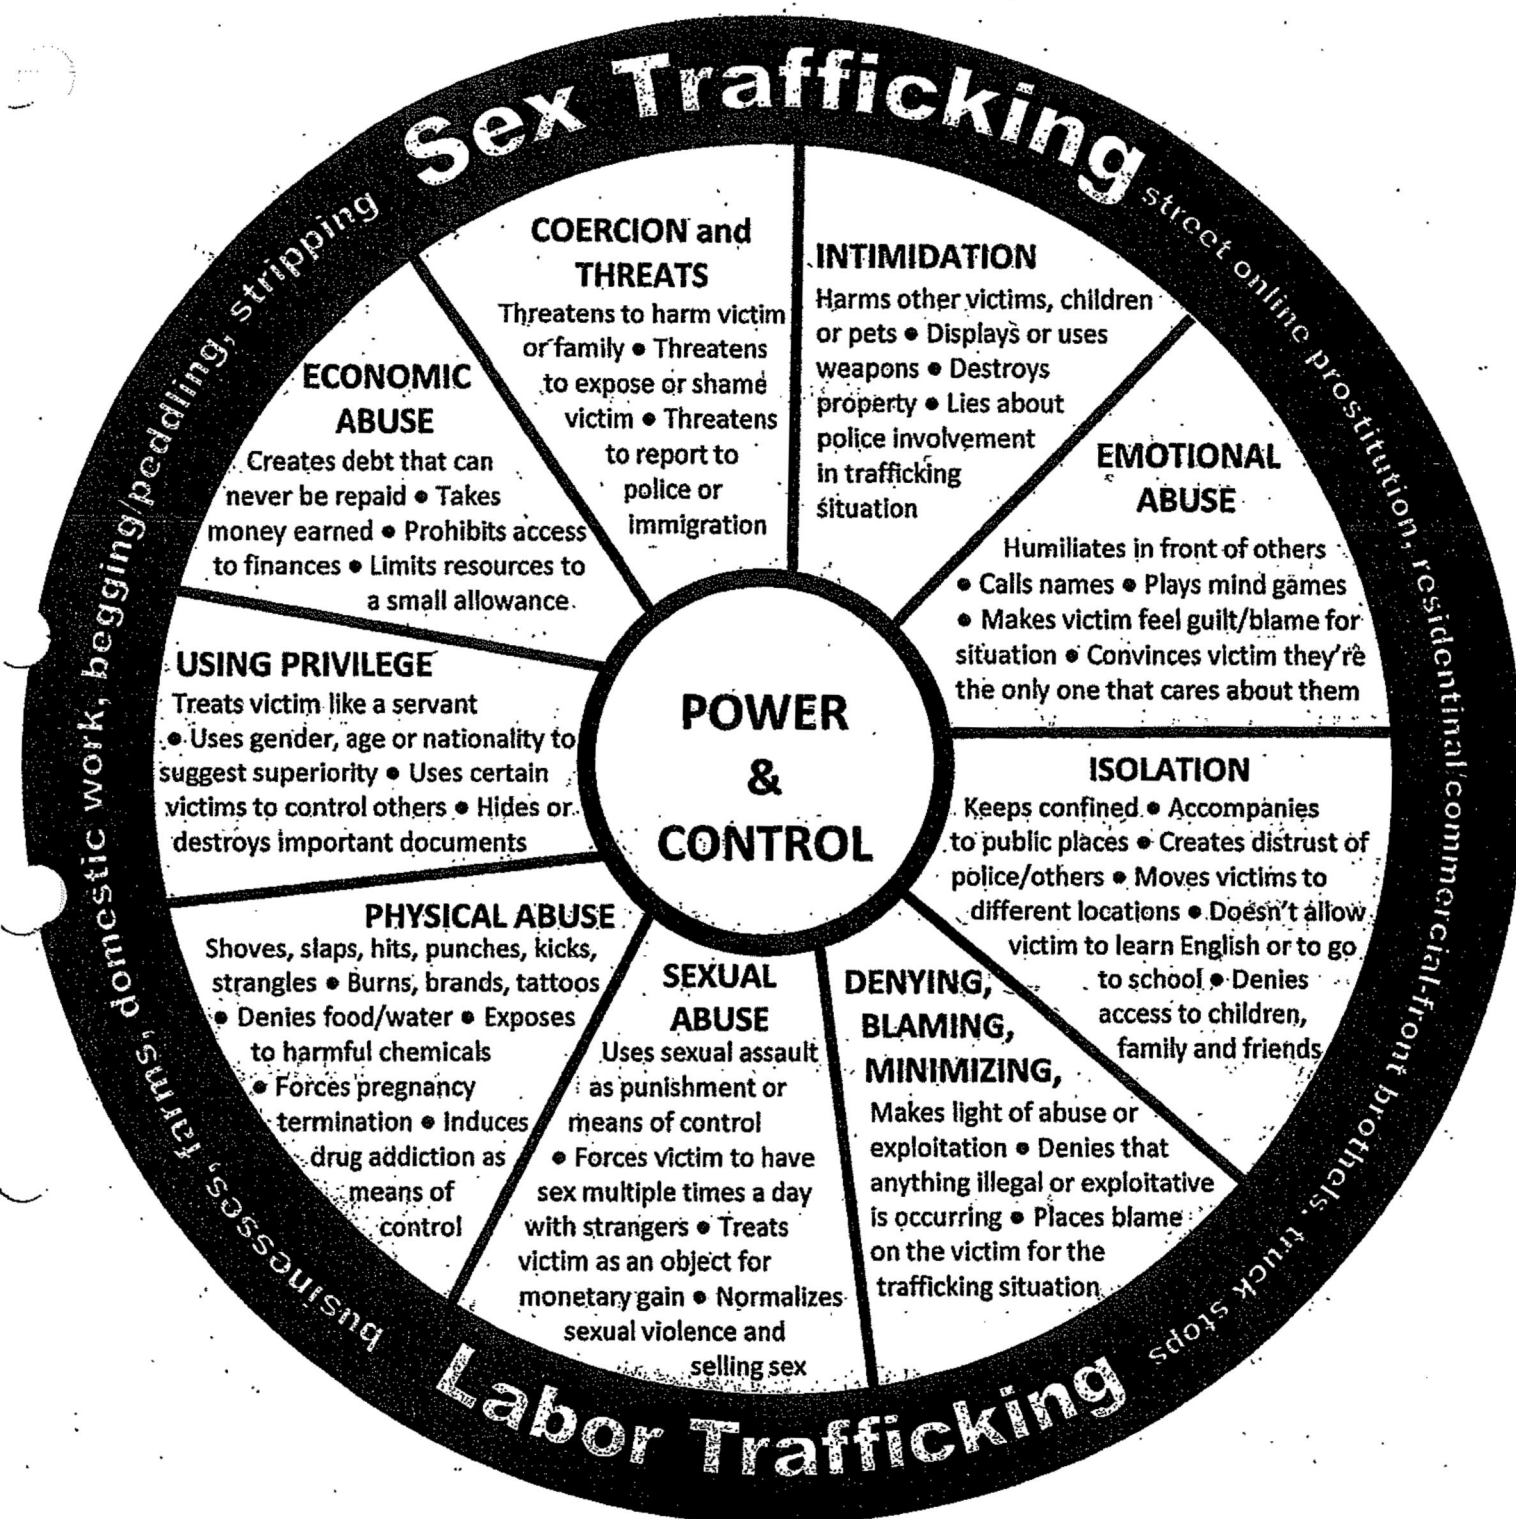 Sex Trafficking
street online prostitution, residentinal/commercial-front brothels, truck stops
COERCION and
THREATS
Threatens to harm victim
or family ● Threatens
to expose or shame
victim ● Threatens
to report to
police or
immigration
INTIMIDATION
Harms other victims, children
or pets ● Displays or uses
weapons ● Destroys
property ● Lies about
police involvement
in trafficking
situation
EMOTIONAL
ABUSE
Humiliates in front of others
● Calls names ● Plays mind games
● Makes victim feel guilt/blame for
situation ● Convinces victim they're
the only one that cares about them
ISOLATION
Keeps confined ● Accompanies
to public places ● Creates distrust of
police/others ● Moves victims to
different locations ● Doesn't allow
victim to learn English or to go
to school ● Denies
access to children,
family and friends
DENYING,
BLAMING,
MINIMIZING,
Makes light of abuse or
exploitation ● Denies that
anything illegal or exploitative
is occurring ● Places blame
on the victim for the
trafficking situation
SEXUAL
ABUSE
Uses sexual assault
as punishment or
means of control
● Forces victim to have
sex multiple times a day
with strangers ● Treats
victim as an object for
monetary gain ● Normalizes
sexual violence and
selling sex
PHYSICAL ABUSE
Shoves, slaps, hits, punches, kicks,
strangles ● Burns, brands, tattoos
● Denies food/water ● Exposes
to harmful chemicals
● Forces pregnancy
termination ● Induces
drug addiction as
means of
control
USING PRIVILEGE
Treats victim like a servant
● Uses gender, age or nationality to
suggest superiority ● Uses certain
victims to control others ● Hides or
destroys important documents
ECONOMIC
ABUSE
Creates debt that can
never be repaid ● Takes
money earned ● Prohibits access
to finances ● Limits resources to
a small allowance
POWER
&
CONTROL
Labor Trafficking
businesses, farms, domestic work, begging/peddling, stripping